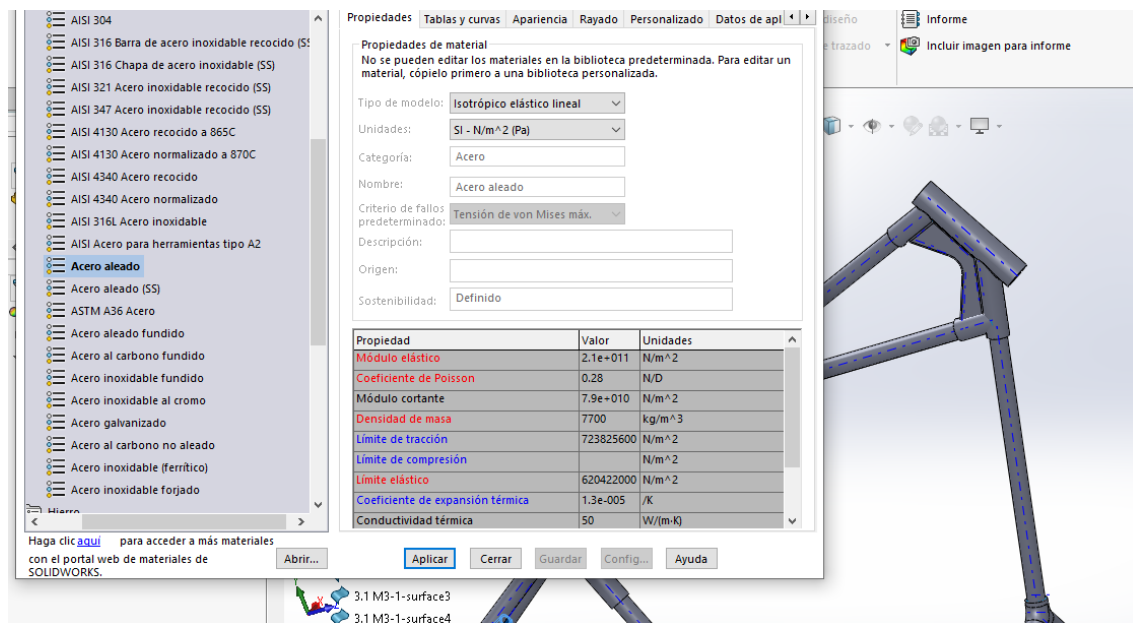 AISI 304
AISI 316 Barra de acero inoxidable recocido (S
AISI 316 Chapa de acero inoxidable (SS)
AISI 321 Acero inoxidable recocido (SS)
AISI 347 Acero inoxidable recocido (SS)
AISI 4130 Acero recocido a 865C
AISI 4130 Acero normalizado a 870C
AISI 4340 Acero recocido
AISI 4340 Acero normalizado
AISI 316L Acero inoxidable
AISI Acero para herramientas tipo A2
Acero aleado
Acero aleado (SS)
ASTM A36 Acero
Acero aleado fundido
Acero al carbono fundido
Acero inoxidable fundido
Acero inoxidable al cromo
Acero galvanizado
Acero al carbono no aleado
Acero inoxidable (ferrítico)
Acero inoxidable forjado
Hierro
Haga clic aquí para acceder a más materiales
con el portal web de materiales de
SOLIDWORKS.
Abrir...
Propiedades Tablas y curvas Apariencia Rayado Personalizado Datos de apl
Propiedades de material
No se pueden editar los materiales en la biblioteca predeterminada. Para editar un
material, cópielo primero a una biblioteca personalizada.
Tipo de modelo: Isotrópico elástico lineal
Unidades: SI - N/m^2 (Pa)
Categoría: Acero
Nombre: Acero aleado
Criterio de fallos
predeterminado: Tensión de von Mises máx.
Descripción:
Origen:
Sostenibilidad: Definido
Propiedad Valor Unidades
Módulo elástico 2.1e+011 N/m^2
Coeficiente de Poisson 0.28 N/D
Módulo cortante 7.9e+010 N/m^2
Densidad de masa 7700 kg/m^3
Límite de tracción 723825600 N/m^2
Límite de compresión N/m^2
Límite elástico 620422000 N/m^2
Coeficiente de expansión térmica 1.3e-005 /K
Conductividad térmica 50 W/(m·K)
Aplicar Cerrar Guardar Config... Ayuda
diseño
e trazado
Informe
Incluir imagen para informe
3.1 M3-1-surface3
3.1 M3-1-surface4